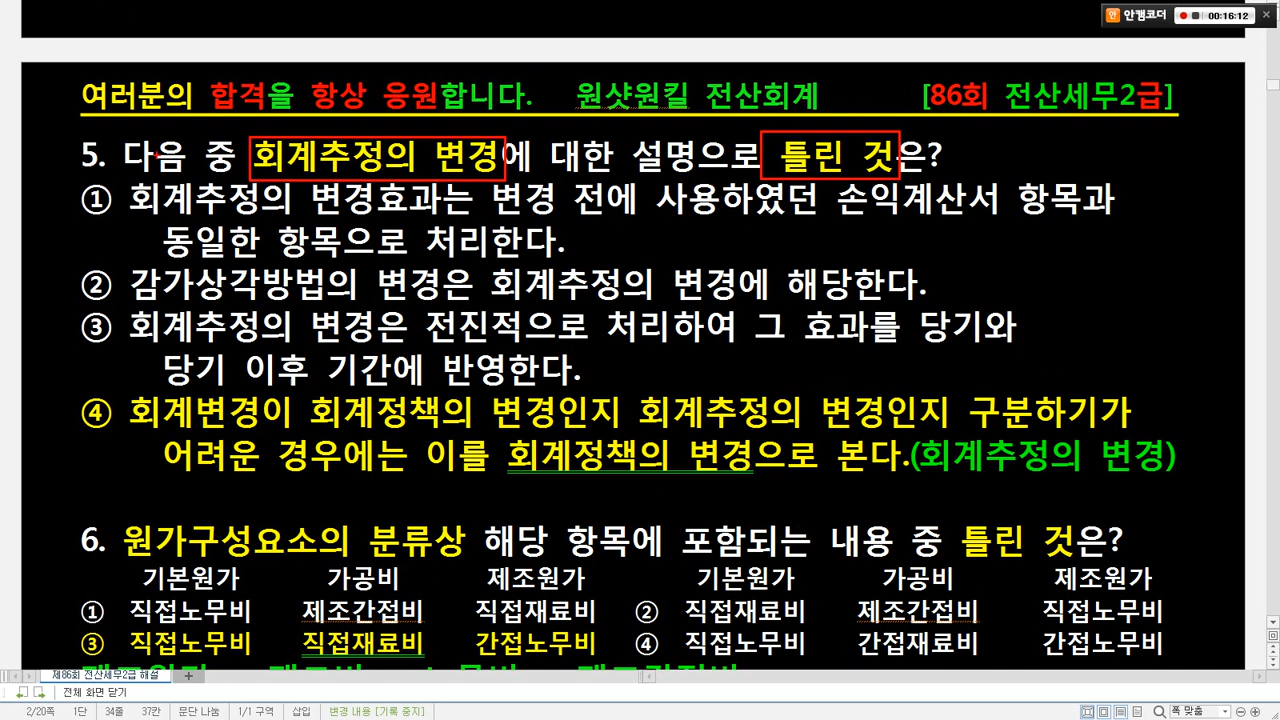 안캠코더 00:16:12
여러분의 합격을 항상 응원합니다. 원샷원킬 전산회계 [86회 전산세무2급]
5. 다음 중 회계추정의 변경에 대한 설명으로 틀린 것은?
① 회계추정의 변경효과는 변경 전에 사용하였던 손익계산서 항목과
동일한 항목으로 처리한다.
② 감가상각방법의 변경은 회계추정의 변경에 해당한다.
③ 회계추정의 변경은 전진적으로 처리하여 그 효과를 당기와
당기 이후 기간에 반영한다.
④ 회계변경이 회계정책의 변경인지 회계추정의 변경인지 구분하기가
어려운 경우에는 이를 회계정책의 변경으로 본다.(회계추정의 변경)
6. 원가구성요소의 분류상 해당 항목에 포함되는 내용 중 틀린 것은?
기본원가 가공비 제조원가 기본원가 가공비 제조원가
① 직접노무비 제조간접비 직접재료비 ② 직접재료비 제조간접비 직접노무비
③ 직접노무비 직접재료비 간접노무비 ④ 직접노무비 간접재료비 간접노무비
제86회 전산세무2급 해설
전체 화면 닫기
2/20쪽 1단 34줄 37칸 문단 나눔 1/1 구역 삽입 변경 내용 [기록 중지] 폭 맞춤